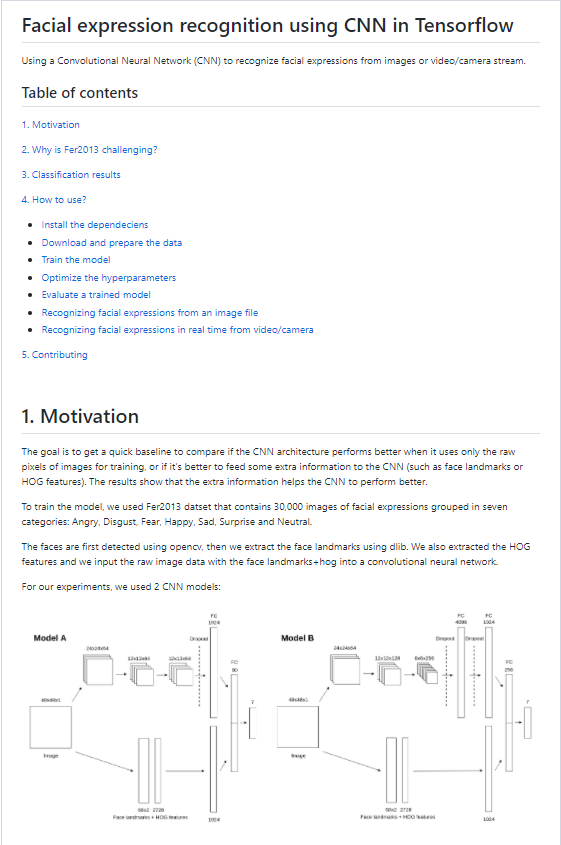 Facial expression recognition using CNN in Tensorflow
Using a Convolutional Neural Network (CNN) to recognize facial expressions from images or video/camera stream.
Table of contents
1. Motivation
2. Why is Fer2013 challenging?
3. Classification results
4. How to use?
Install the dependeciens
Download and prepare the data
Train the model
Optimize the hyperparameters
Evaluate a trained model
Recognizing facial expressions from an image file
Recognizing facial expressions in real time from video/camera
5. Contributing
1. Motivation
The goal is to get a quick baseline to compare if the CNN architecture performs better when it uses only the raw
pixels of images for training, or if it's better to feed some extra information to the CNN (such as face landmarks or
HOG features). The results show that the extra information helps the CNN to perform better.
To train the model, we used Fer2013 datset that contains 30,000 images of facial expressions grouped in seven
categories: Angry, Disgust, Fear, Happy, Sad, Surprise and Neutral.
The faces are first detected using opencv, then we extract the face landmarks using dlib. We also extracted the HOG
features and we input the raw image data with the face landmarks+hog into a convolutional neural network.
For our experiments, we used 2 CNN models:
Model A
FC
1024
Dropout
24x24x64
12x12x64
12x12x64
FC
48x48x1
7
Image
68x2 2728
Face landmarks + HOG features
1024
Model B
FC
4096
FC
1024
Dropout
Dropout
24x24x64
12x12x128
6x6x256
FC
256
48x48x1
7
Image
68x2 2728
Face landmarks + HOG features
1024